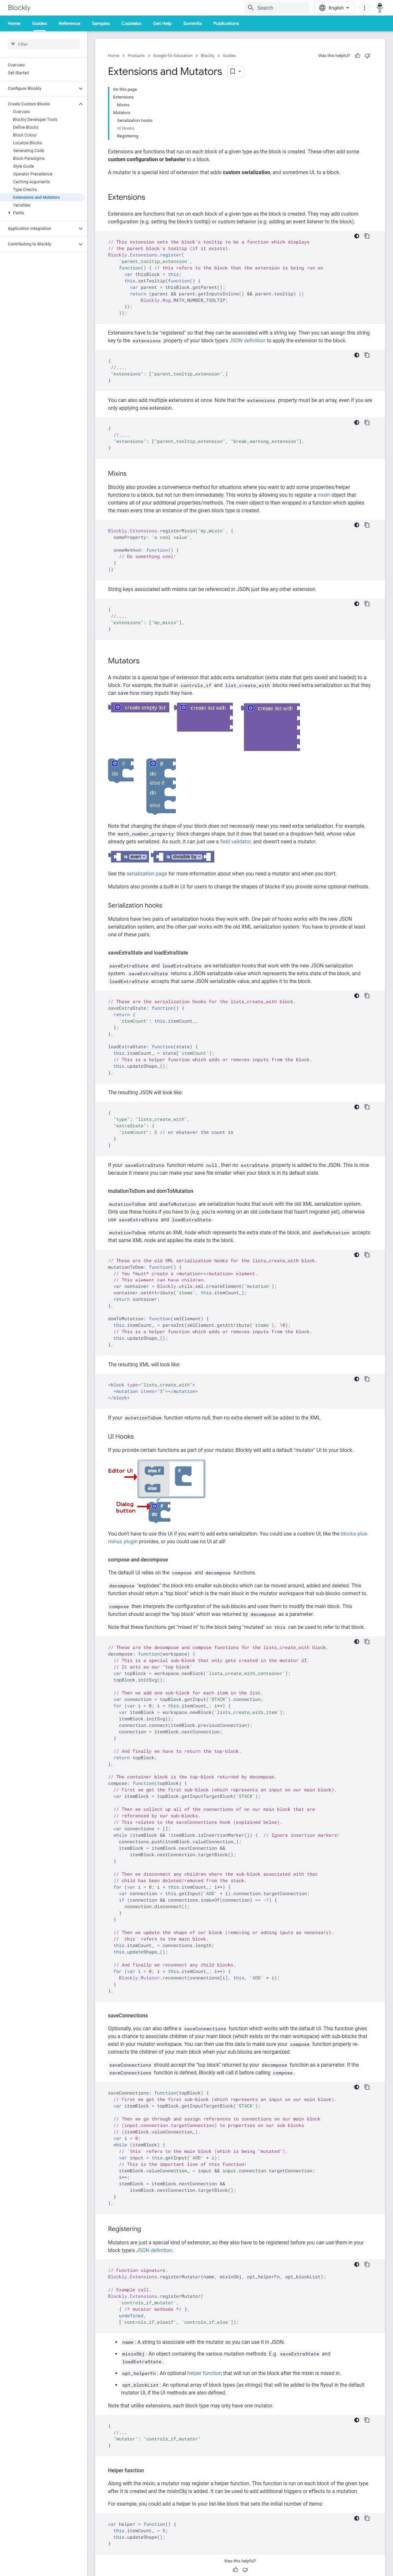 Blockly
Search
English
Home Guides Reference Samples Codelabs Get Help Summits Publications
Filter
Overview
Get Started
Configure Blockly
Create Custom Blocks
Overview
Blockly Developer Tools
Define Blocks
Block Colour
Localize Blocks
Generating Code
Block Paradigms
Style Guide
Operator Precedence
Caching Arguments
Type Checks
Extensions and Mutators
Variables
Fields
Application Integration
Contributing to Blockly
Home > Products > Google for Education > Blockly > Guides
Was this helpful?
Extensions and Mutators
On this page
Extensions
Mixins
Mutators
Serialization hooks
UI Hooks
Registering
Extensions are functions that run on each block of a given type as the block is created. These often add some
custom configuration or behavior to a block.
A mutator is a special kind of extension that adds custom serialization, and sometimes UI, to a block.
Extensions
Extensions are functions that run on each block of a given type as the block is created. They may add custom
configuration (e.g. setting the block's tooltip) or custom behavior (e.g. adding an event listener to the block).
// This extension sets the block's tooltip to be a function which displays
// the parent block's tooltip (if it exists).
Blockly.Extensions.register(
'parent_tooltip_extension',
function() { // this refers to the block that the extension is being run on
var thisBlock = this;
this.setTooltip(function() {
var parent = thisBlock.getParent();
return (parent && parent.getInputsInline() && parent.tooltip) ||
Blockly.Msg.MATH_NUMBER_TOOLTIP;
});
});
Extensions have to be "registered" so that they can be associated with a string key. Then you can assign this string
key to the extensions property of your block type's JSON definition to apply the extension to the block.
{
//...,
"extensions": ["parent_tooltip_extension",]
}
You can also add multiple extensions at once. Note that the extensions property must be an array, even if you are
only applying one extension.
{
//...,
"extensions": ["parent_tooltip_extension", "break_warning_extension"],
}
Mixins
Blockly also provides a convenience method for situations where you want to add some properties/helper
functions to a block, but not run them immediately. This works by allowing you to register a mixin object that
contains all of your additional properties/methods. The mixin object is then wrapped in a function which applies
the mixin every time an instance of the given block type is created.
Blockly.Extensions.registerMixin('my_mixin', {
someProperty: 'a cool value',
someMethod: function() {
// Do something cool!
}
})
String keys associated with mixins can be referenced in JSON just like any other extension.
{
//...,
"extensions": ["my_mixin"],
}
Mutators
A mutator is a special type of extension that adds extra serialization (extra state that gets saved and loaded) to a
block. For example, the built-in controls_if and list_create_with blocks need extra serialization so that they
can save how many inputs they have.
create empty list
create list with
create list with
if
do
if
do
else if
do
else
Note that changing the shape of your block does not necessarily mean you need extra serialization. For example,
the math_number_property block changes shape, but it does that based on a dropdown field, whose value
already gets serialized. As such, it can just use a field validator, and doesn't need a mutator.
is even
is divisible by
See the serialization page for more information about when you need a mutator and when you don't.
Mutators also provide a built-in UI for users to change the shapes of blocks if you provide some optional methods.
Serialization hooks
Mutators have two pairs of serialization hooks they work with. One pair of hooks works with the new JSON
serialization system, and the other pair works with the old XML serialization system. You have to provide at least
one of these pairs.
saveExtraState and loadExtraState
saveExtraState and loadExtraState are serialization hooks that work with the new JSON serialization
system. saveExtraState returns a JSON serializable value which represents the extra state of the block, and
loadExtraState accepts that same JSON serializable value, and applies it to the block.
// These are the serialization hooks for the lists_create_with block.
saveExtraState: function() {
return {
'itemCount': this.itemCount_,
};
},
loadExtraState: function(state) {
this.itemCount_ = state['itemCount'];
// This is a helper function which adds or removes inputs from the block.
this.updateShape_();
},
The resulting JSON will look like:
{
"type": "lists_create_with",
"extraState": {
"itemCount": 3 // or whatever the count is
}
}
If your saveExtraState function returns null, then no extraState property is added to the JSON. This is nice
because it means you can make your save file smaller when your block is in its default state.
mutationToDom and domToMutation
mutationToDom and domToMutation are serialization hooks that work with the old XML serialization system.
Only use these hooks if you have to (e.g. you're working on an old code-base that hasn't migrated yet), otherwise
use saveExtraState and loadExtraState.
mutationToDom returns an XML node which represents the extra state of the block, and domToMutation accepts
that same XML node and applies the state to the block.
// These are the old XML serialization hooks for the lists_create_with block.
mutationToDom: function() {
// You *must* create a <mutation></mutation> element.
// This element can have children.
var container = Blockly.utils.xml.createElement('mutation');
container.setAttribute('items', this.itemCount_);
return container;
},
domToMutation: function(xmlElement) {
this.itemCount_ = parseInt(xmlElement.getAttribute('items'), 10);
// This is a helper function which adds or removes inputs from the block.
this.updateShape_();
},
The resulting XML will look like:
<block type="lists_create_with">
<mutation items="3"></mutation>
</block>
If your mutationToDom function returns null, then no extra element will be added to the XML.
UI Hooks
If you provide certain functions as part of your mutator, Blockly will add a default "mutator" UI to your block.
Editor UI
else if
else
if
Dialog
button
if
do
You don't have to use this UI if you want to add extra serialization. You could use a custom UI, like the blocks-plus-
minus plugin provides, or you could use no UI at all!
compose and decompose
The default UI relies on the compose and decompose functions.
decompose "explodes" the block into smaller sub-blocks which can be moved around, added and deleted. This
function should return a "top block" which is the main block in the mutator workspace that sub-blocks connect to.
compose then interprets the configuration of the sub-blocks and uses them to modify the main block. This
function should accept the "top block" which was returned by decompose as a parameter.
Note that these functions get "mixed in" to the block being "mutated" so this can be used to refer to that block.
// These are the decompose and compose functions for the lists_create_with block.
decompose: function(workspace) {
// This is a special sub-block that only gets created in the mutator UI.
// It acts as our "top block"
var topBlock = workspace.newBlock('lists_create_with_container');
topBlock.initSvg();
// Then we add one sub-block for each item in the list.
var connection = topBlock.getInput('STACK').connection;
for (var i = 0; i < this.itemCount_; i++) {
var itemBlock = workspace.newBlock('lists_create_with_item');
itemBlock.initSvg();
connection.connect(itemBlock.previousConnection);
connection = itemBlock.nextConnection;
}
// And finally we have to return the top-block.
return topBlock;
},
// The container block is the top-block returned by decompose.
compose: function(topBlock) {
// First we get the first sub-block (which represents an input on our main block).
var itemBlock = topBlock.getInputTargetBlock('STACK');
// Then we collect up all of the connections of on our main block that are
// referenced by our sub-blocks.
// This relates to the saveConnections hook (explained below).
var connections = [];
while (itemBlock && !itemBlock.isInsertionMarker()) {  // Ignore insertion markers!
connections.push(itemBlock.valueConnection_);
itemBlock = itemBlock.nextConnection &&
itemBlock.nextConnection.targetBlock();
}
// Then we disconnect any children where the sub-block associated with that
// child has been deleted/removed from the stack.
for (var i = 0; i < this.itemCount_; i++) {
var connection = this.getInput('ADD' + i).connection.targetConnection;
if (connection && connections.indexOf(connection) == -1) {
connection.disconnect();
}
}
// Then we update the shape of our block (removing or adding iputs as necessary).
// `this` refers to the main block.
this.itemCount_ = connections.length;
this.updateShape_();
// And finally we reconnect any child blocks.
for (var i = 0; i < this.itemCount_; i++) {
Blockly.Mutator.reconnect(connections[i], this, 'ADD' + i);
}
},
saveConnections
Optionally, you can also define a saveConnections function which works with the default UI. This function gives
you a chance to associate children of your main block (which exists on the main workspace) with sub-blocks that
exist in your mutator workspace. You can then use this data to make sure your compose function properly re-
connects the children of your main block when your sub-blocks are reorganized.
saveConnections should accept the "top block" returned by your decompose function as a parameter. If the
saveConnections function is defined, Blockly will call it before calling compose.
saveConnections: function(topBlock) {
// First we get the first sub-block (which represents an input on our main block).
var itemBlock = topBlock.getInputTargetBlock('STACK');
// Then we go through and assign references to connections on our main block
// (input.connection.targetConnection) to properties on our sub blocks
// (itemBlock.valueConnection_).
var i = 0;
while (itemBlock) {
// `this` refers to the main block (which is being "mutated").
var input = this.getInput('ADD' + i);
// This is the important line of this function!
itemBlock.valueConnection_ = input && input.connection.targetConnection;
i++;
itemBlock = itemBlock.nextConnection &&
itemBlock.nextConnection.targetBlock();
}
},
Registering
Mutators are just a special kind of extension, so they also have to be registered before you can use them in your
block type's JSON definition.
// Function signature.
Blockly.Extensions.registerMutator(name, mixinObj, opt_helperFn, opt_blockList);
// Example call.
Blockly.Extensions.registerMutator(
'controls_if_mutator',
{ /* mutator methods */ },
undefined,
['controls_if_elseif', 'controls_if_else']);
• name: A string to associate with the mutator so you can use it in JSON.
• mixinObj: An object containing the various mutation methods. E.g. saveExtraState and
loadExtraState.
• opt_helperFn: An optional helper function that will run on the block after the mixin is mixed in.
• opt_blockList: An optional array of block types (as strings) that will be added to the flyout in the default
mutator UI, if the UI methods are also defined.
Note that unlike extensions, each block type may only have one mutator.
{
//...
"mutator": "controls_if_mutator"
}
Helper function
Along with the mixin, a mutator may register a helper function. This function is run on each block of the given type
after it is created and the mixinObj is added. It can be used to add additional triggers or effects to a mutation.
For example, you could add a helper to your list-like block that sets the initial number of items:
var helper = function() {
this.itemCount_ = 5;
this.updateShape();
}
Was this helpful?